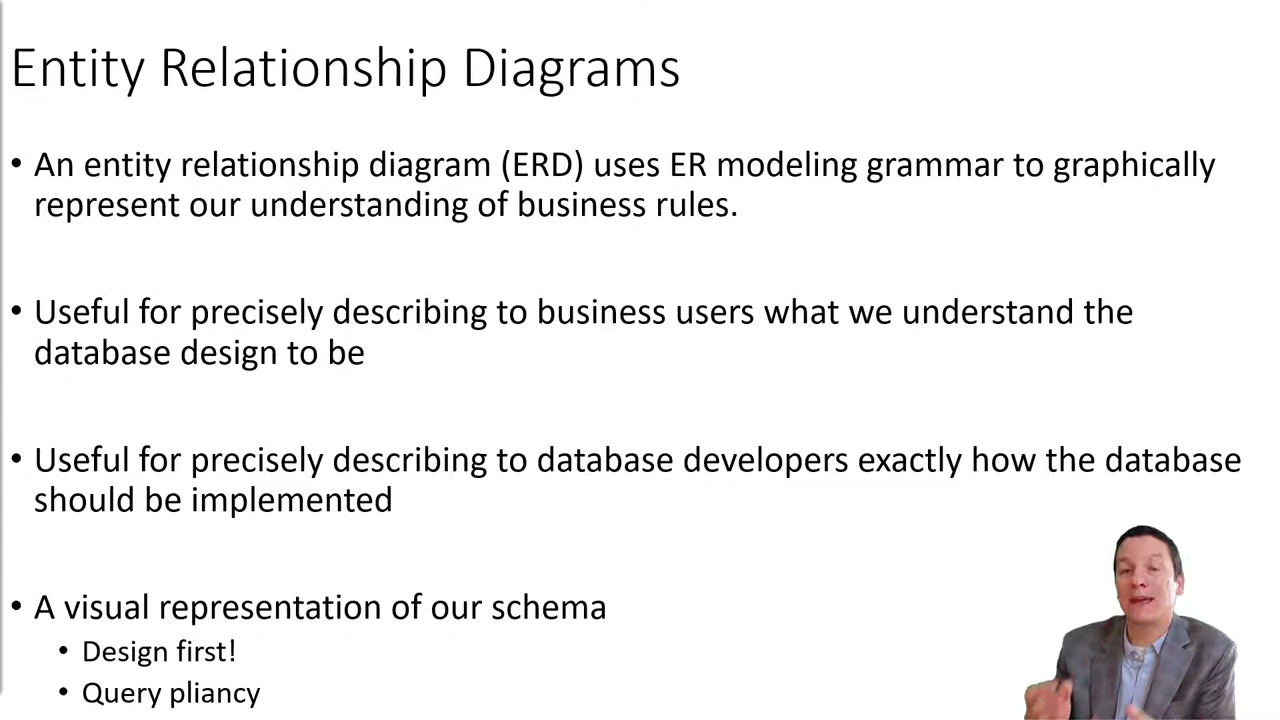 Entity Relationship Diagrams
• An entity relationship diagram (ERD) uses ER modeling grammar to graphically
represent our understanding of business rules.
• Useful for precisely describing to business users what we understand the
database design to be
• Useful for precisely describing to database developers exactly how the database
should be implemented
• A visual representation of our schema
• Design first!
• Query pliancy